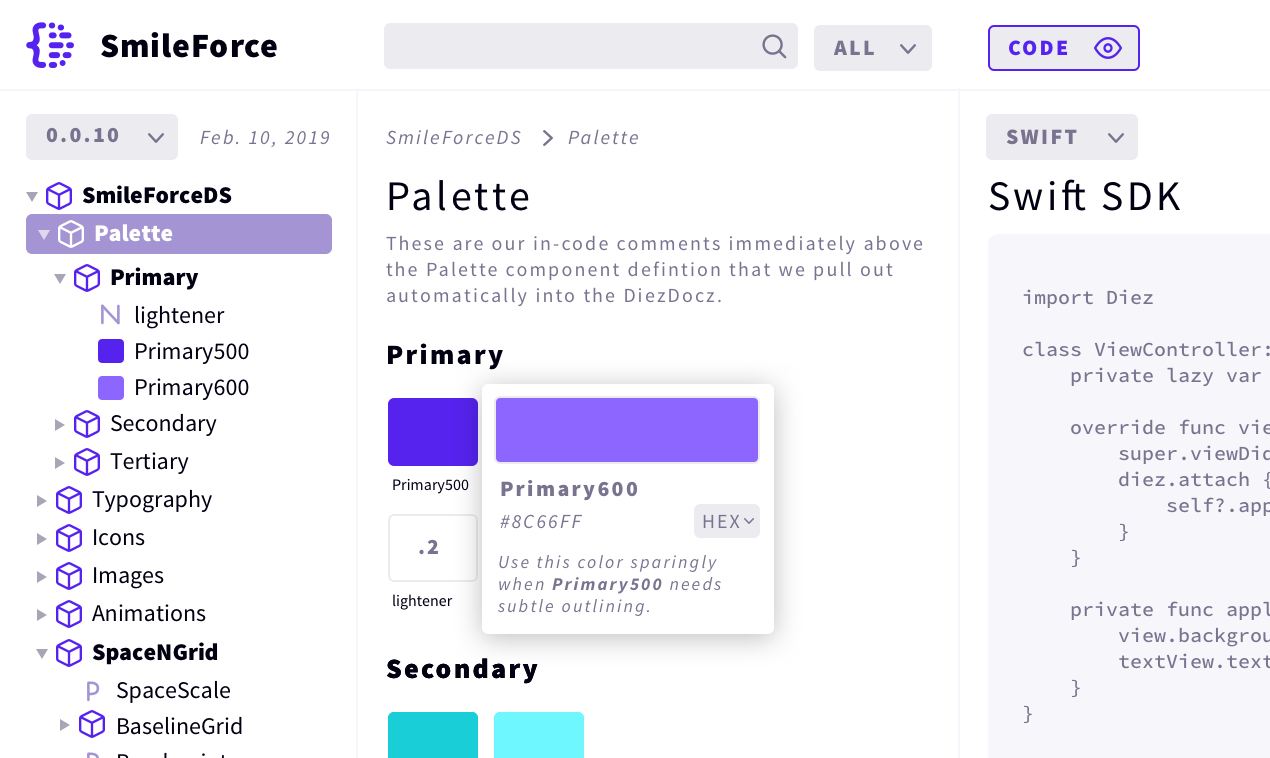 SmileForce
ALL
CODE
0.0.10
Feb. 10, 2019
SmileForceDS
Palette
Primary
N lightener
Primary500
Primary600
Secondary
Tertiary
Typography
Icons
Images
Animations
SpaceNGrid
P SpaceScale
BaselineGrid
SmileForceDS > Palette
Palette
These are our in-code comments immediately above
the Palette component defintion that we pull out
automatically into the DiezDocz.
Primary
Primary500
.2
lightener
Primary600
#8C66FF
HEX
Use this color sparingly
when Primary500 needs
subtle outlining.
Secondary
SWIFT
Swift SDK
import Diez
class ViewController:
private lazy var
override func vie
super.viewDid
diez.attach {
self?.app
}
}
private func appl
view.backgrou
textView.text
}
}